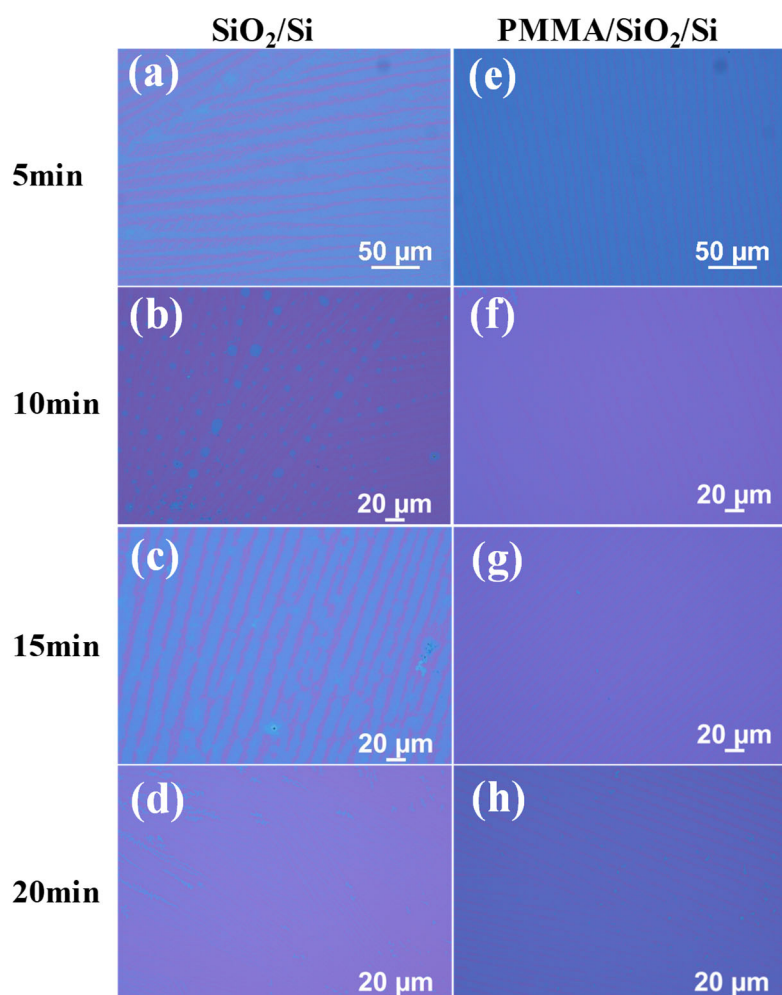 SiO₂/Si PMMA/SiO₂/Si
5min (a) (e)
50 µm 50 µm
10min (b) (f)
20 µm 20 µm
15min (c) (g)
20 µm 20 µm
20min (d) (h)
20 µm 20 µm